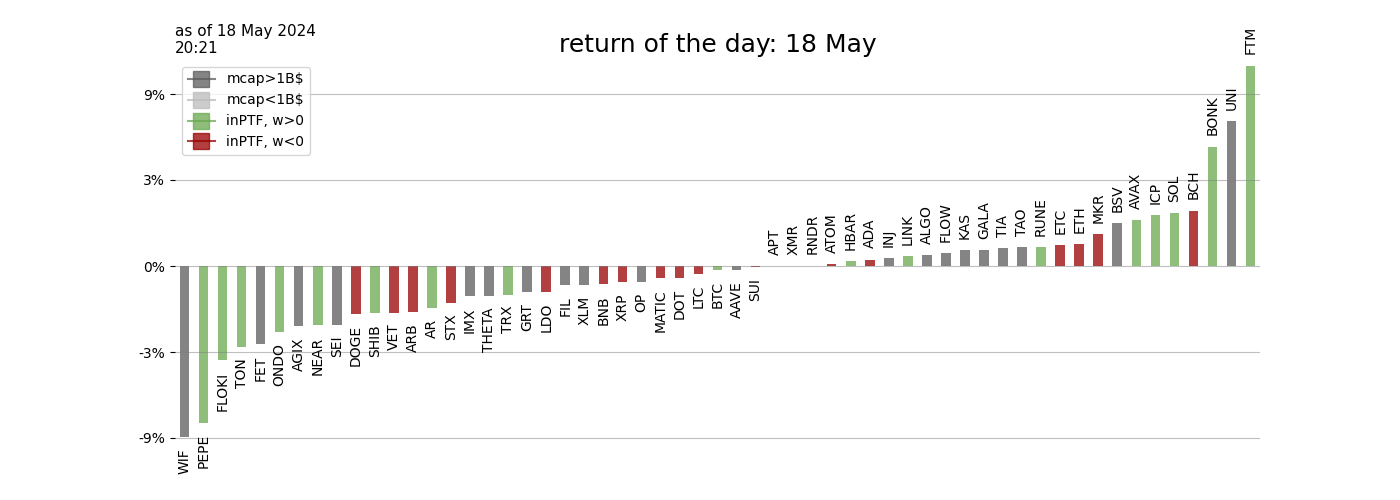 as of 18 May 2024
20:21
return of the day: 18 May
mcap>1B$
mcap<1B$
inPTF, w>0
inPTF, w<0
9%
3%
0%
-3%
-9%
WIF
PEPE
FLOKI
TON
FET
ONDO
AGIX
NEAR
SEI
DOGE
SHIB
VET
ARB
AR
STX
IMX
THETA
TRX
GRT
LDO
FIL
XLM
BNB
XRP
OP
MATIC
DOT
LTC
BTC
AAVE
SUI
APT
XMR
RNDR
ATOM
HBAR
ADA
INJ
LINK
ALGO
FLOW
KAS
GALA
TIA
TAO
RUNE
ETC
ETH
MKR
BSV
AVAX
ICP
SOL
BCH
BONK
UNI
FTM